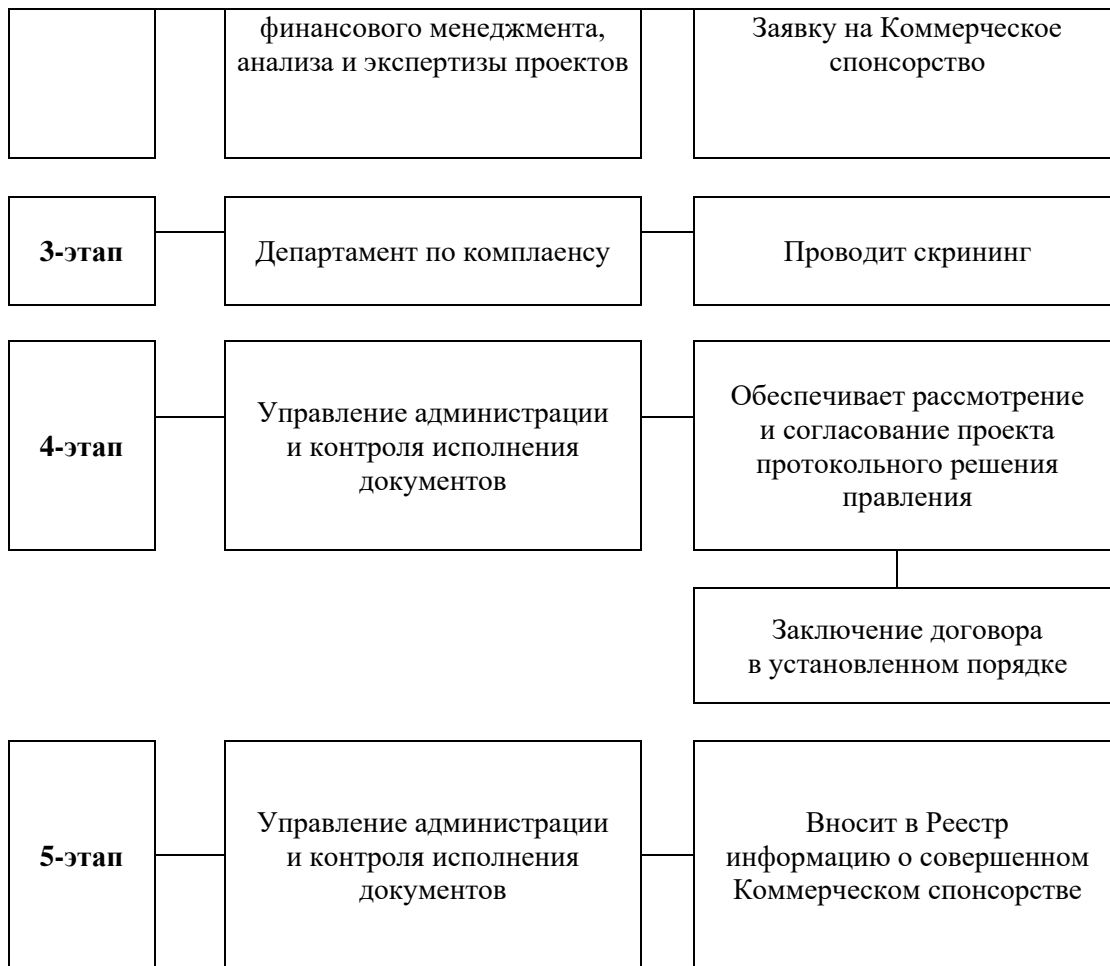 финансового менеджмента,
анализа и экспертизы проектов
Заявку на Коммерческое
спонсорство
3-этап
Департамент по комплаенсу
Проводит скрининг
4-этап
Управление администрации
и контроля исполнения
документов
Обеспечивает рассмотрение
и согласование проекта
протокольного решения
правления
Заключение договора
в установленном порядке
5-этап
Управление администрации
и контроля исполнения
документов
Вносит в Реестр
информацию о совершенном
Коммерческом спонсорстве